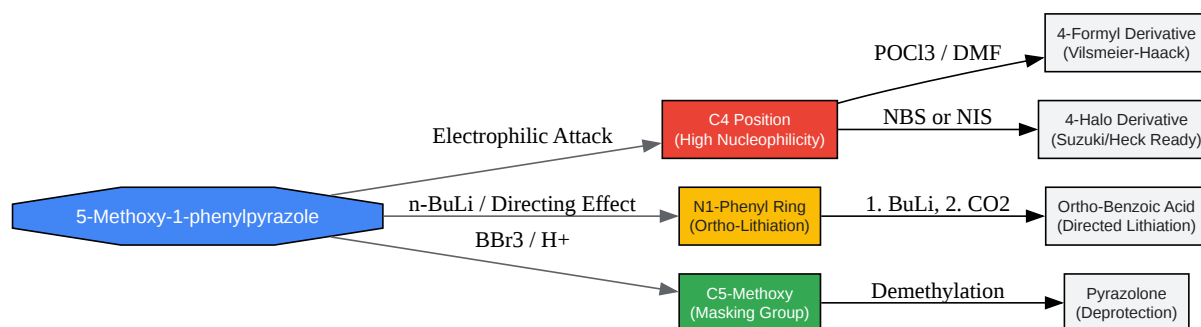 POCl3 / DMF
4-Formyl Derivative
(Vilsmeier-Haack)
Electrophilic Attack
C4 Position
(High Nucleophilicity)
NBS or NIS
4-Halo Derivative
(Suzuki/Heck Ready)
5-Methoxy-1-phenylpyrazole
n-BuLi / Directing Effect
N1-Phenyl Ring
(Ortho-Lithiation)
1. BuLi, 2. CO2
Ortho-Benzoic Acid
(Directed Lithiation)
BBr3 / H+
C5-Methoxy
(Masking Group)
Demethylation
Pyrazolone
(Deprotection)